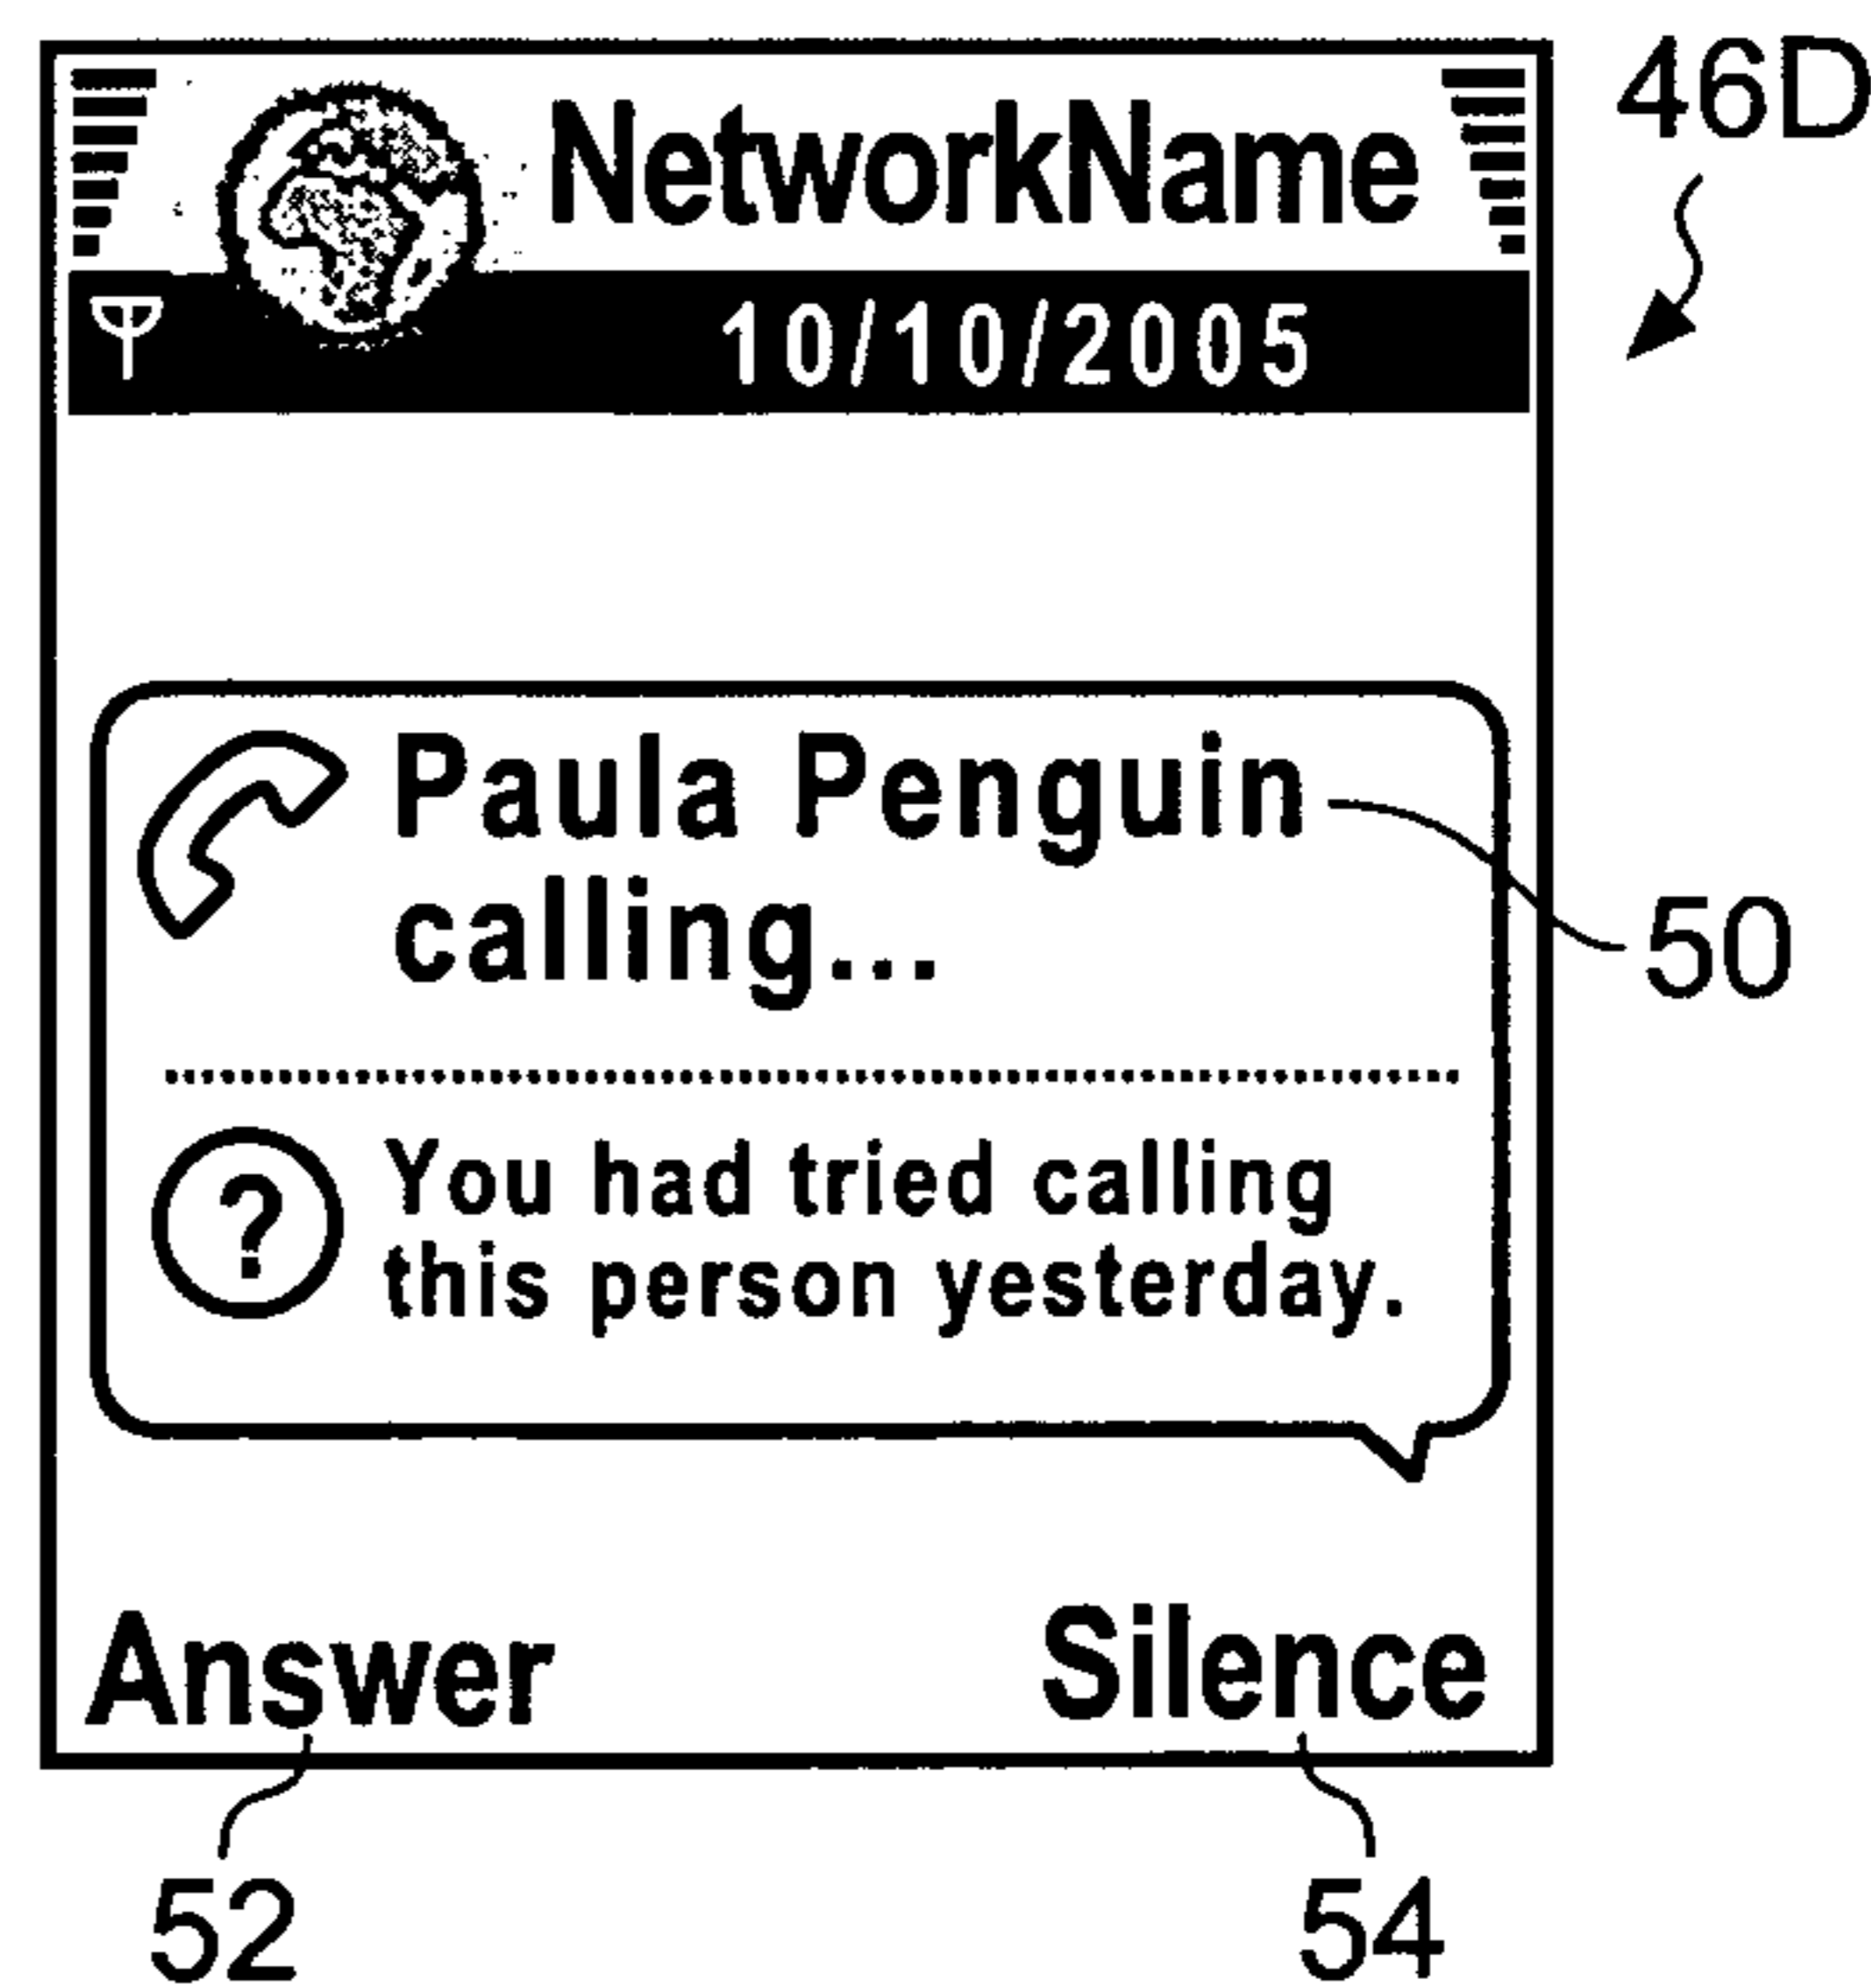 46D
NetworkName
10/10/2005
Paula Penguin
calling...
50
?
You had tried calling
this person yesterday.
Answer
Silence
52
54